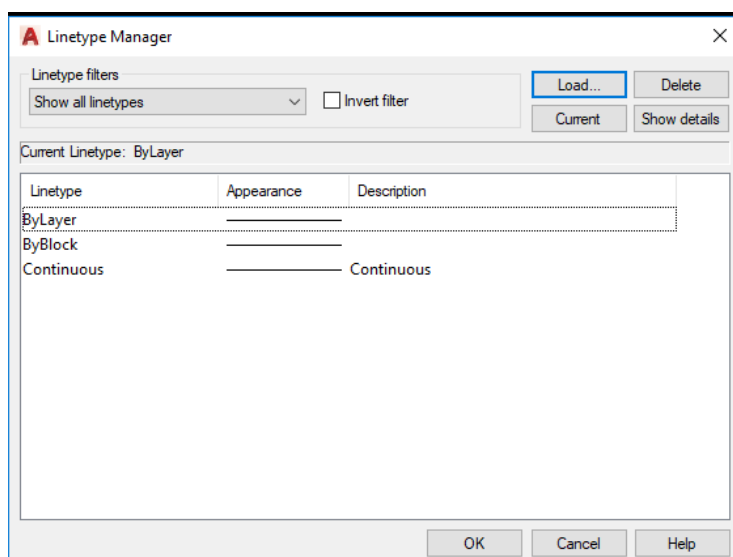 Linetype Manager
Linetype filters
Show all linetypes
Invert filter
Load...
Delete
Current
Show details
Current Linetype: ByLayer
Linetype Appearance Description
ByLayer
ByBlock
Continuous Continuous
OK Cancel Help